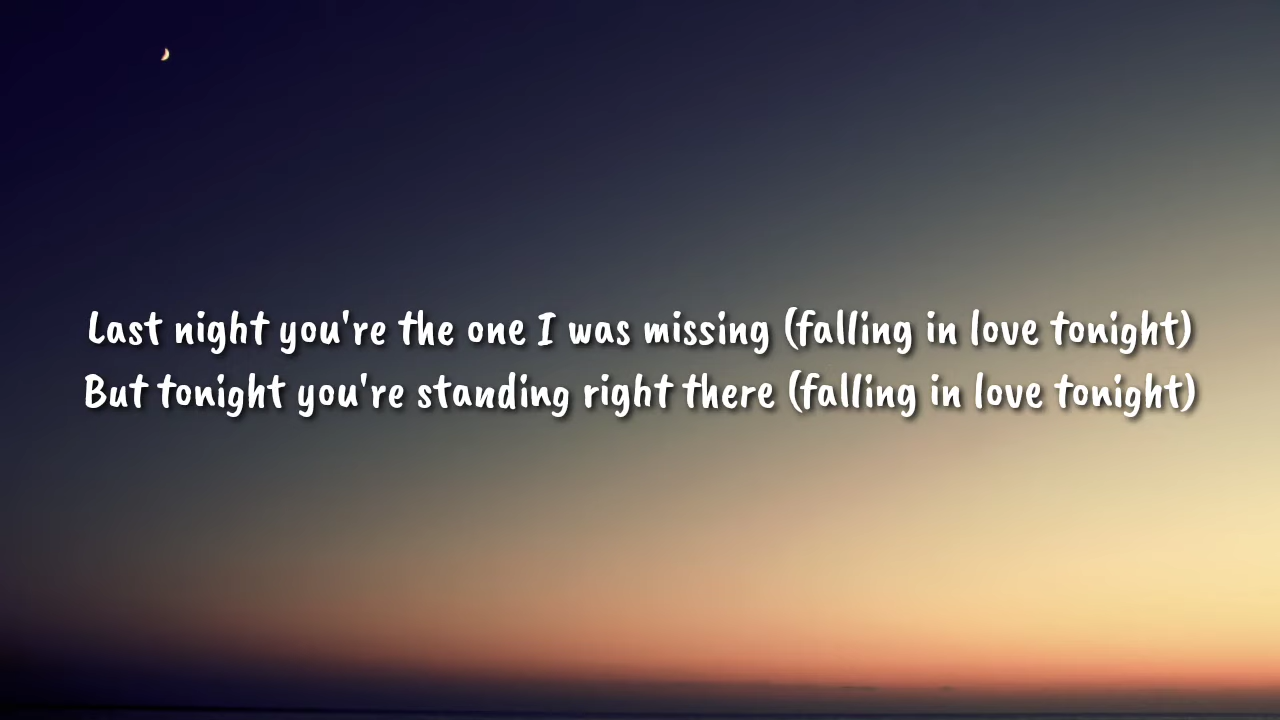 Last night you're the one I was missing (falling in love tonight)
But tonight you're standing right there (falling in love tonight)